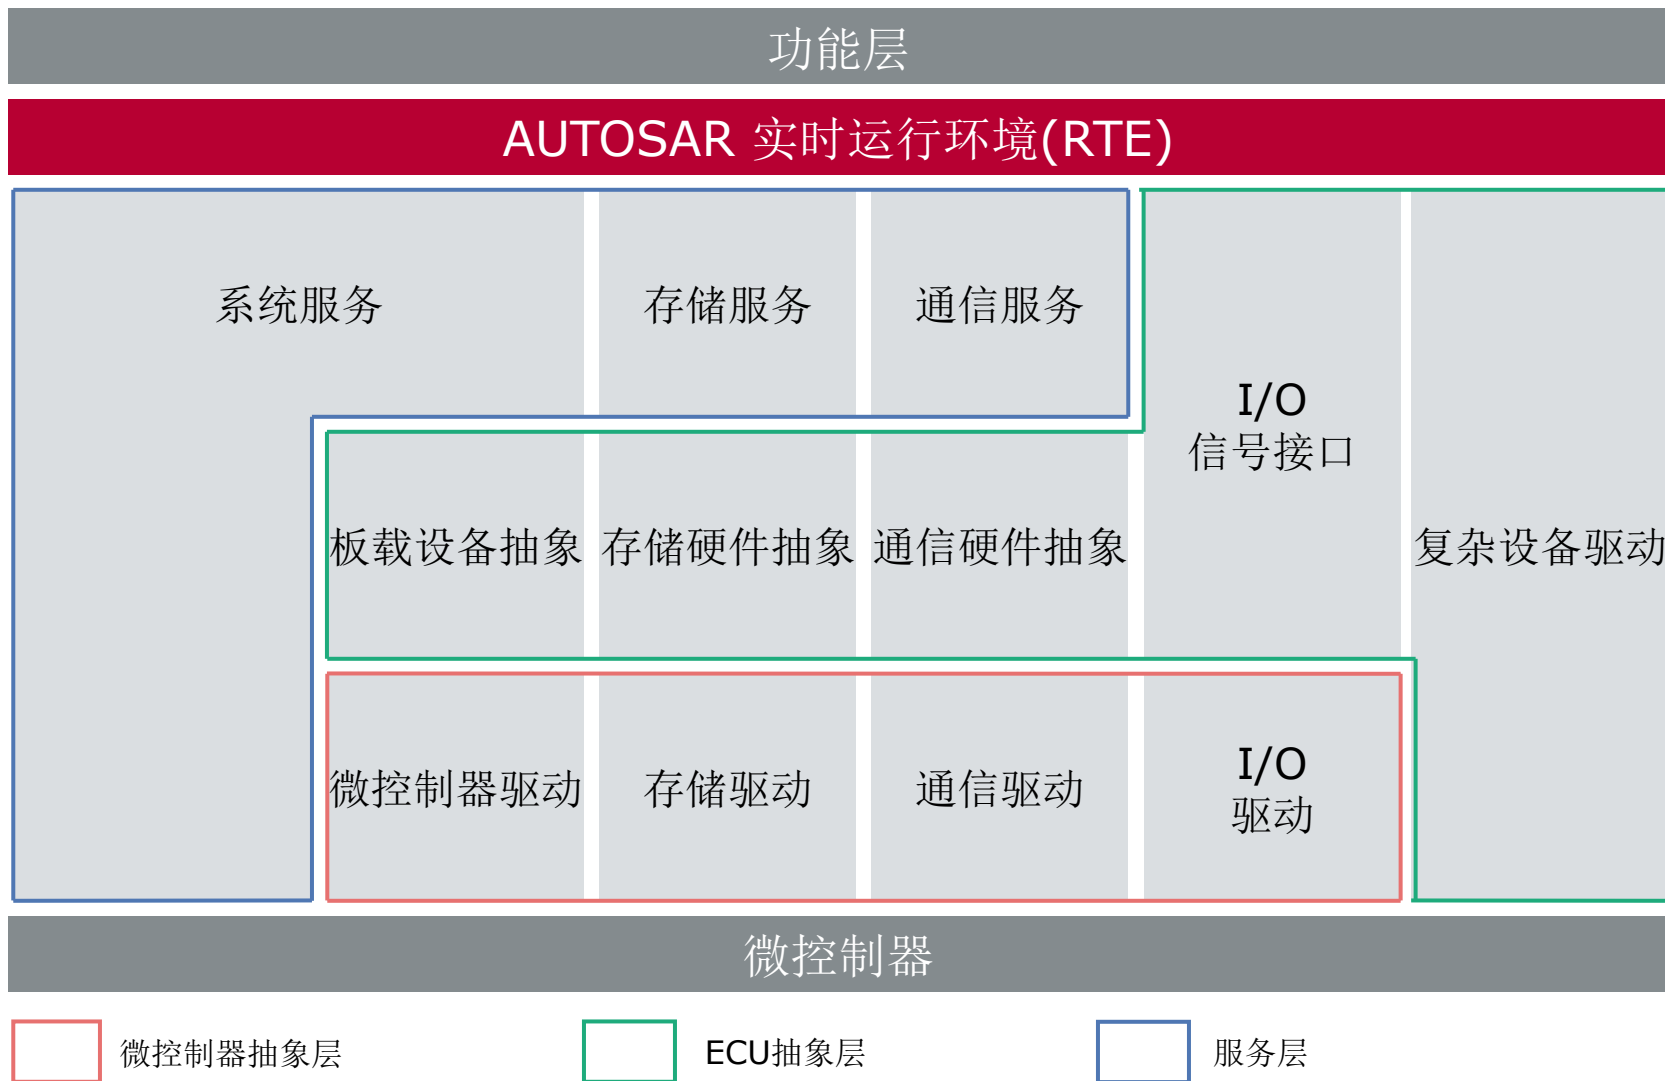 功能层
AUTOSAR 实时运行环境(RTE)
系统服务
存储服务
通信服务
I/O
信号接口
板载设备抽象
存储硬件抽象
通信硬件抽象
复杂设备驱动
微控制器驱动
存储驱动
通信驱动
I/O
驱动
微控制器
微控制器抽象层
ECU抽象层
服务层